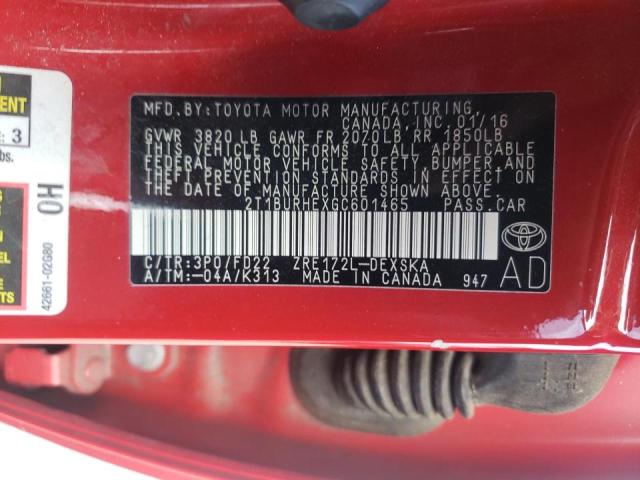 MFD. BY: TOYOTA MOTOR MANUFACTURING,
CANADA, INC. 01/16
GVWR 3820 LB GAWR FR 2070LB, RR 1850LB
THIS VEHICLE CONFORMS TO ALL APPLICABLE
FEDERAL MOTOR VEHICLE SAFETY, BUMPER AND
THEFT PREVENTION STANDARDS IN EFFECT ON
THE DATE OF MANUFACTURE SHOWN ABOVE.
2T1BURHEXGC601465 PASS.CAR
C/TR:3P0/FD22 ZRE172L-DEXSKA
A/TM:-04A/K313 MADE IN CANADA 947
AD
3
bs.
0H
42661-02G80